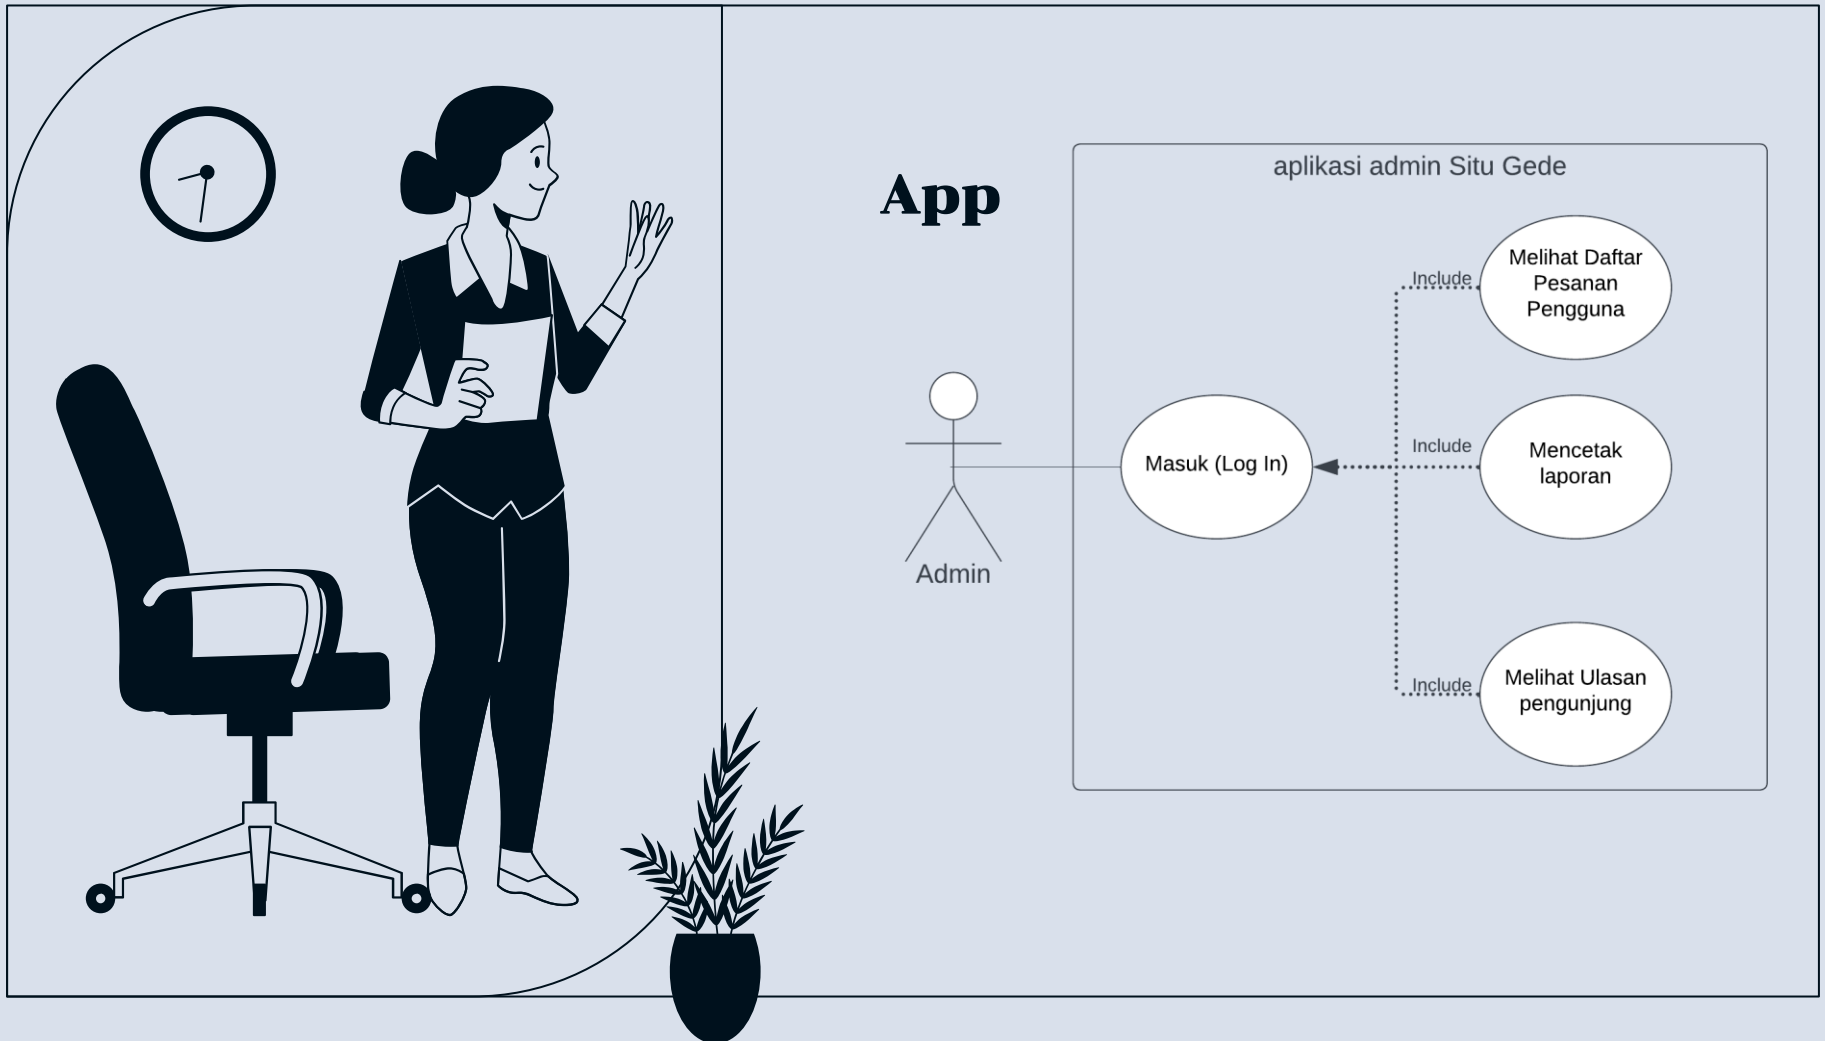 App
aplikasi admin Situ Gede
Include
Melihat Daftar
Pesanan
Pengguna
Masuk (Log In)
Include
Mencetak
laporan
Admin
Include
Melihat Ulasan
pengunjung